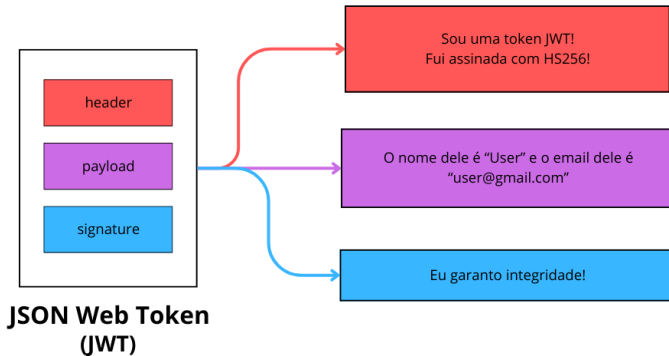 header
payload
signature
JSON Web Token
(JWT)
Sou uma token JWT!
Fui assinada com HS256!
O nome dele é “User” e o email dele é
“user@gmail.com”
Eu garanto integridade!